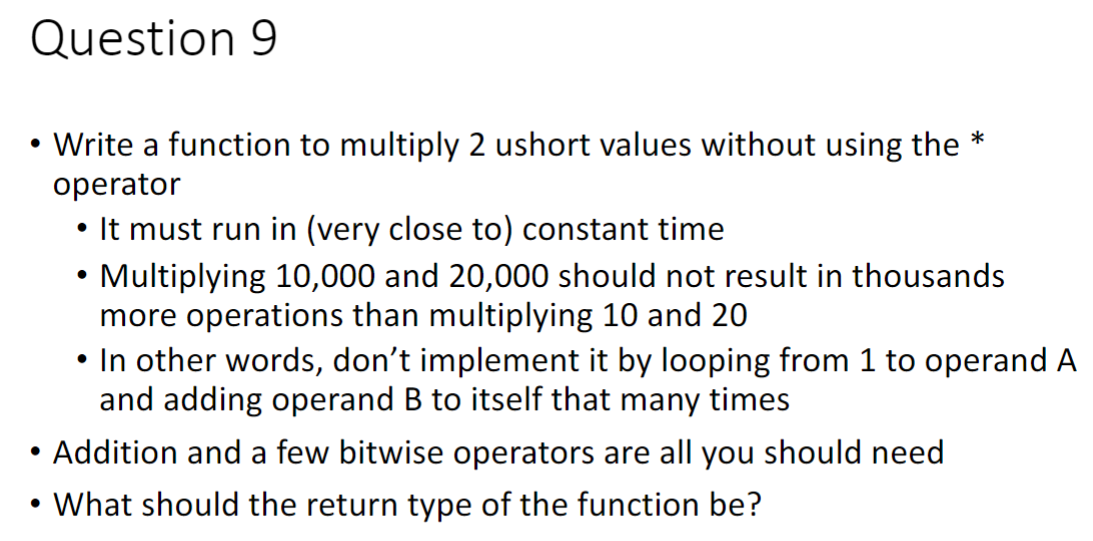 Question 9
• Write a function to multiply 2 ushort values without using the *
operator
• It must run in (very close to) constant time
• Multiplying 10,000 and 20,000 should not result in thousands
more operations than multiplying 10 and 20
• In other words, don’t implement it by looping from 1 to operand A
and adding operand B to itself that many times
• Addition and a few bitwise operators are all you should need
• What should the return type of the function be?